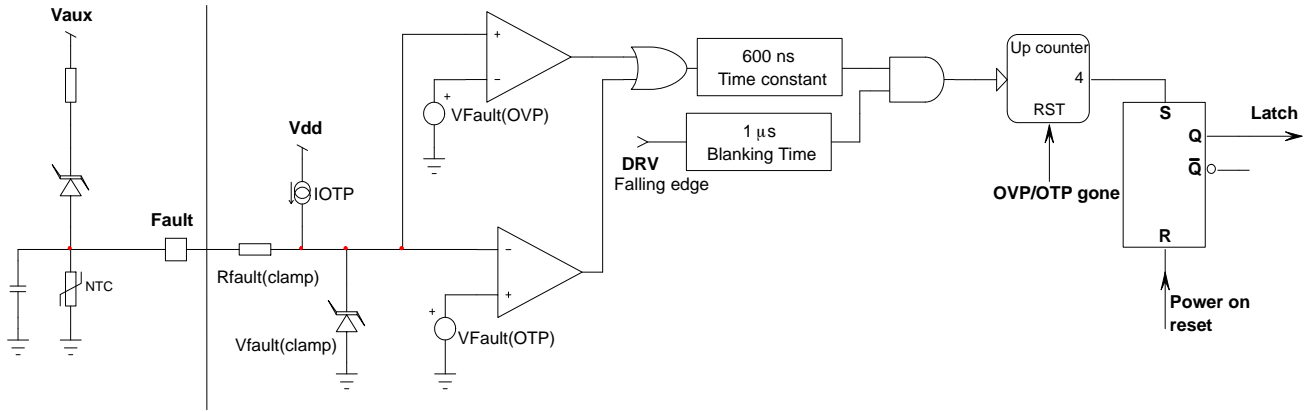 Vaux
Fault
NTC
Rfault(clamp)
Vdd
IOTP
Vfault(clamp)
+
−
+
VFault(OVP)
−
+
+
VFault(OTP)
600 ns
Time constant
1 μs
Blanking Time
DRV
Falling edge
Up counter
4
RST
OVP/OTP gone
S
Q
Q̅
R
Latch
Power on
reset